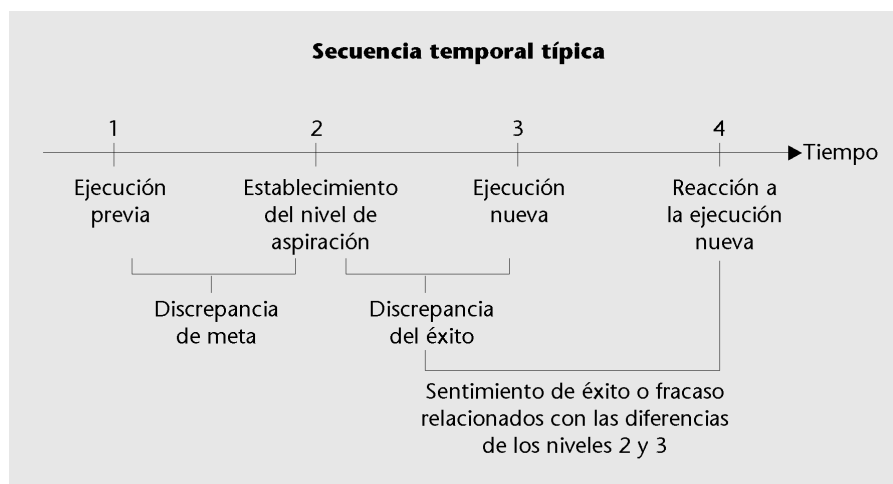 Secuencia temporal típica
1
2
3
4
Tiempo
Ejecución
previa
Establecimiento
del nivel de
aspiración
Ejecución
nueva
Reacción a
la ejecución
nueva
Discrepancia
de meta
Discrepancia
del éxito
Sentimiento de éxito o fracaso
relacionados con las diferencias
de los niveles 2 y 3